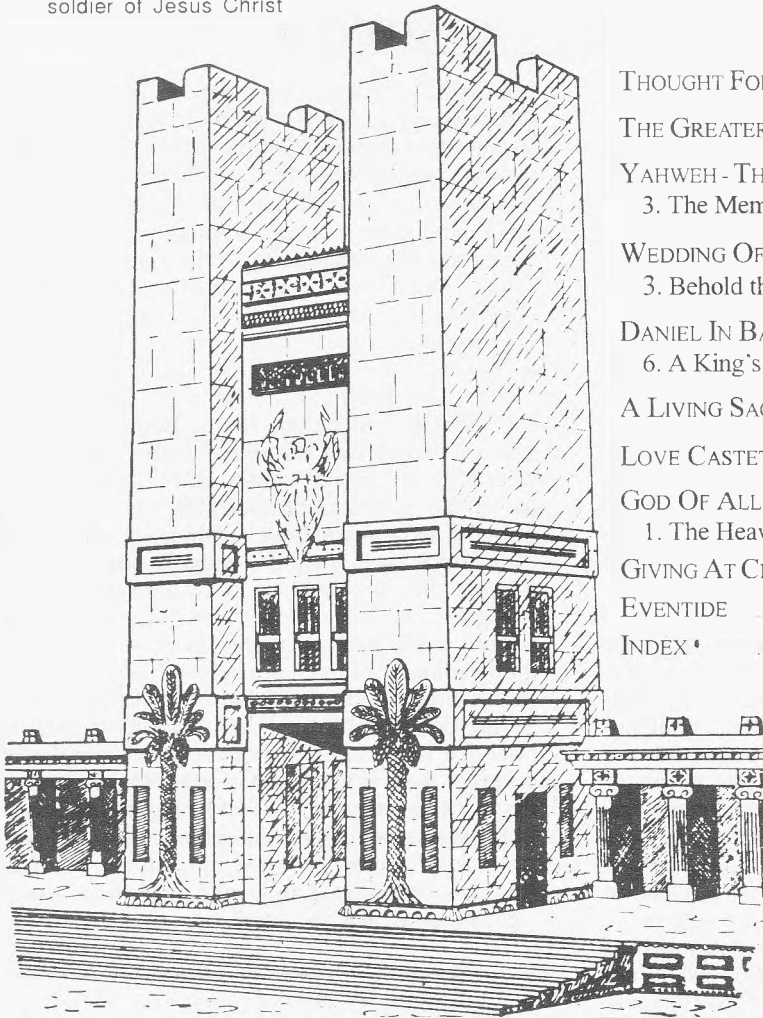 soldier of Jesus Christ
THOUGHT FO
THE GREATER
YAHWEH - TH
3. The Mem
WEDDING OF
3. Behold th
DANIEL IN BA
6. A King's
A LIVING SAC
LOVE CASTET
GOD OF ALL
1. The Heav
GIVING AT C
EVENTIDE
INDEX